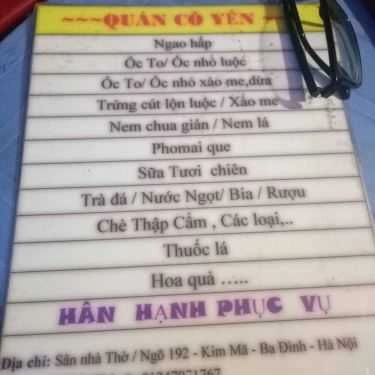 ~~~QUÁN CÔ YÊN ~
Ngao hấp
Ốc To/ Ốc nhỏ luộc
Ốc To/ Ốc nhỏ xào me,dừa
Trứng cút lộn luộc / Xào me
Nem chua gián / Nem lá
Phomai que
Sữa Tươi chiên
Trà đá / Nước Ngọt/ Bia / Rượu
Chè Thập Cẩm , Các loại,..
Thuốc lá
Hoa quả …..
HÂN HẠNH PHỤC VỤ
Địa chỉ: Sân nhà Thờ / Ngõ 192 - Kim Mã - Ba Đình - Hà Nội